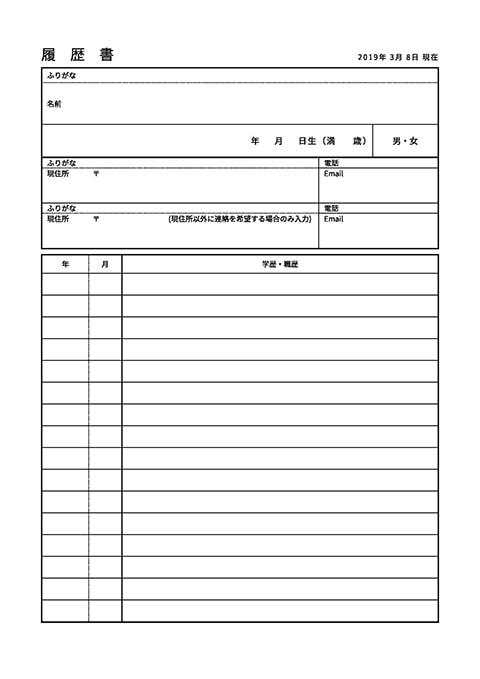 履歴書
2019年 3月 8日 現在
ふりがな
名前
年 月 日生（満 歳） 男・女
ふりがな 電話
現住所 〒 Email
ふりがな 電話
現住所 〒 (現住所以外に連絡を希望する場合のみ入力) Email
年 月 学歴・職歴